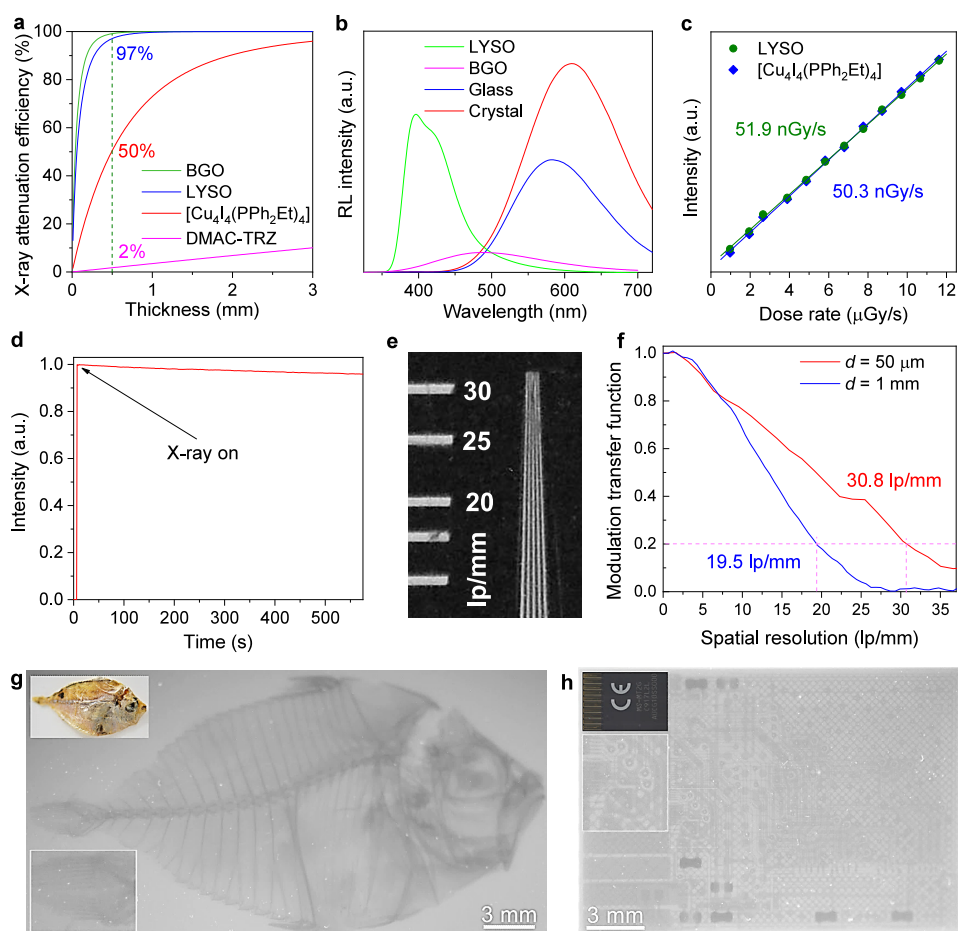 a
X-ray attenuation efficiency (%)
100
80
60
40
20
0
97%
50%
2%
BGO
LYSO
[Cu₄I₄(PPh₂Et)₄]
DMAC-TRZ
0
1
2
3
Thickness (mm)
b
RL intensity (a.u.)
LYSO
BGO
Glass
Crystal
400
500
600
700
Wavelength (nm)
c
Intensity (a.u.)
LYSO
[Cu₄I₄(PPh₂Et)₄]
51.9 nGy/s
50.3 nGy/s
0 2 4 6 8 10 12
Dose rate (μGy/s)
d
Intensity (a.u.)
1.0
0.8
0.6
0.4
0.2
0.0
X-ray on
0 100 200 300 400 500
Time (s)
e
30
25
20
lp/mm
f
Modulation transfer function
1.0
0.8
0.6
0.4
0.2
0.0
d = 50 μm
d = 1 mm
30.8 lp/mm
19.5 lp/mm
0 5 10 15 20 25 30 35
Spatial resolution (lp/mm)
g
3 mm
h
CE
3 mm